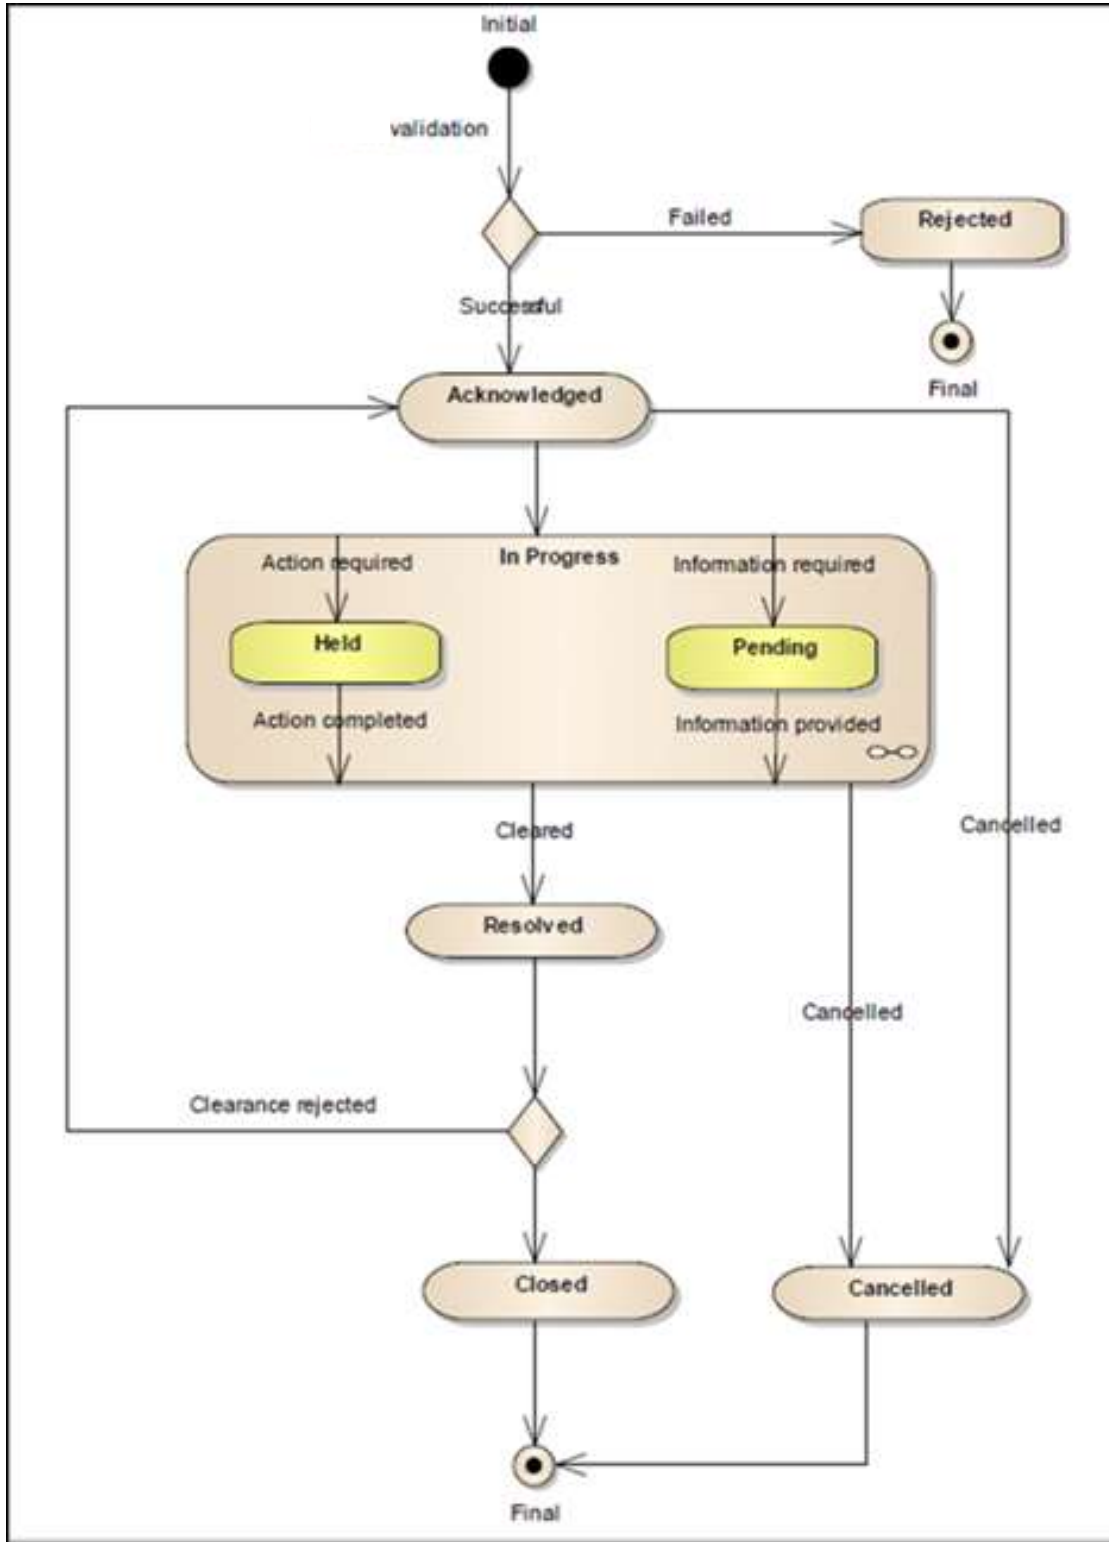 Initial
validation
Failed
Rejected
Successful
Final
Acknowledged
In Progress
Action required
Information required
Held
Pending
Action completed
Information provided
Cleared
Cancelled
Resolved
Cancelled
Clearance rejected
Closed
Cancelled
Final